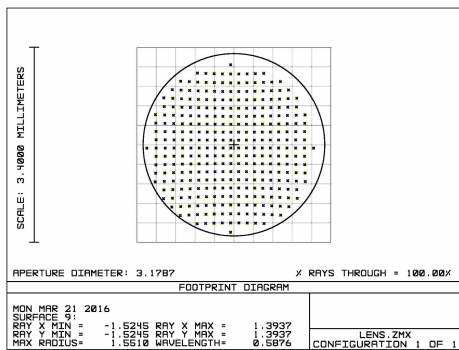 SCALE: 3.4000 MILLIMETERS
APERTURE DIAMETER: 3.1787 % RAYS THROUGH = 100.00%
FOOTPRINT DIAGRAM
MON MAR 21 2016
SURFACE 9:
RAY X MIN = -1.5245 RAY X MAX = 1.3937
RAY Y MIN = -1.5245 RAY Y MAX = 1.3937
MAX RADIUS= 1.5510 WAVELENGTH= 0.5876
LENS.ZMX
CONFIGURATION 1 OF 1